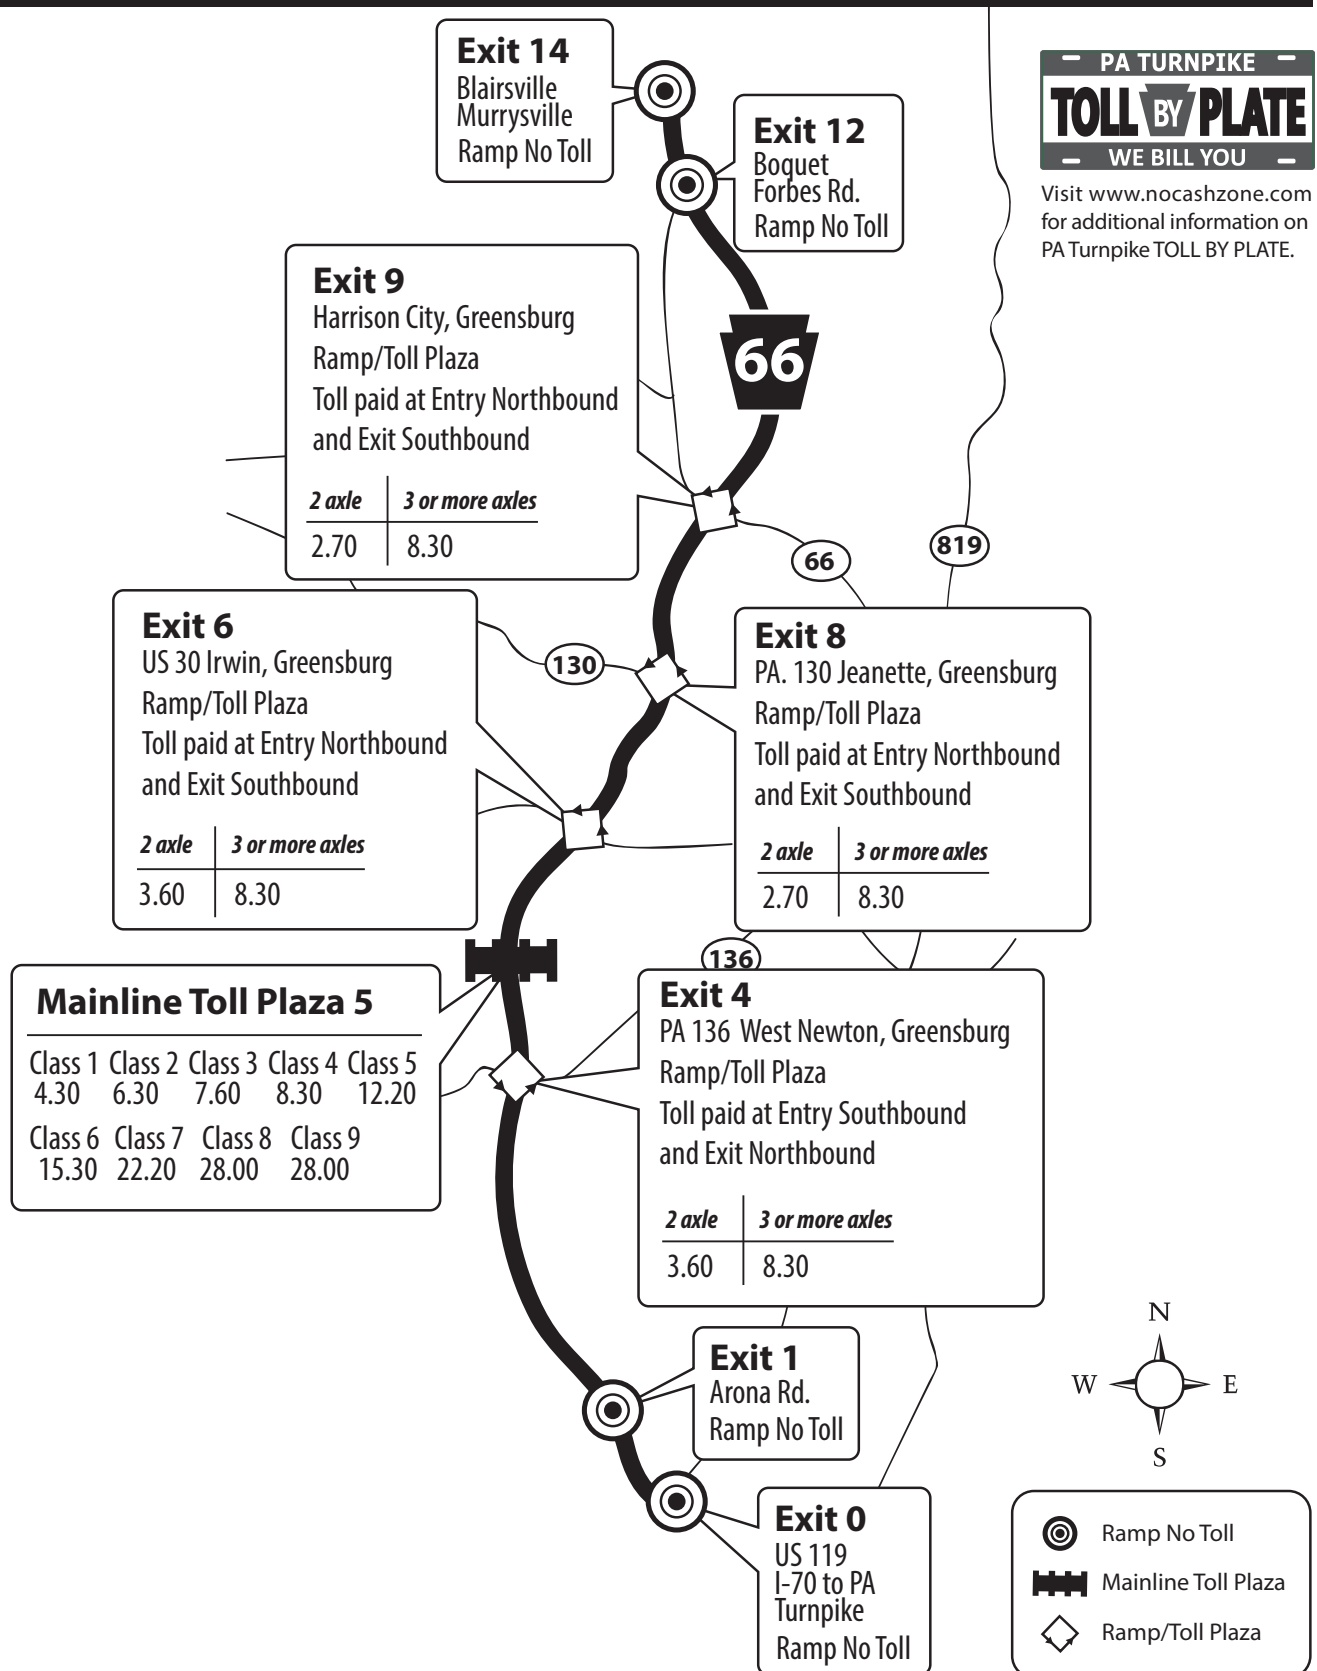 Exit 14
Blairsville
Murrysville
Ramp No Toll
Exit 12
Boquet
Forbes Rd.
Ramp No Toll
PA TURNPIKE
TOLL BY PLATE
WE BILL YOU
Visit www.nocashzone.com
for additional information on
PA Turnpike TOLL BY PLATE.
Exit 9
Harrison City, Greensburg
Ramp/Toll Plaza
Toll paid at Entry Northbound
and Exit Southbound
2 axle 3 or more axles
2.70 8.30
66
66
819
Exit 6
US 30 Irwin, Greensburg
Ramp/Toll Plaza
Toll paid at Entry Northbound
and Exit Southbound
2 axle 3 or more axles
3.60 8.30
130
Exit 8
PA. 130 Jeanette, Greensburg
Ramp/Toll Plaza
Toll paid at Entry Northbound
and Exit Southbound
2 axle 3 or more axles
2.70 8.30
136
Mainline Toll Plaza 5
Class 1 Class 2 Class 3 Class 4 Class 5
4.30 6.30 7.60 8.30 12.20
Class 6 Class 7 Class 8 Class 9
15.30 22.20 28.00 28.00
Exit 4
PA 136 West Newton, Greensburg
Ramp/Toll Plaza
Toll paid at Entry Southbound
and Exit Northbound
2 axle 3 or more axles
3.60 8.30
Exit 1
Arona Rd.
Ramp No Toll
Exit 0
US 119
I-70 to PA
Turnpike
Ramp No Toll
N
W E
S
Ramp No Toll
Mainline Toll Plaza
Ramp/Toll Plaza